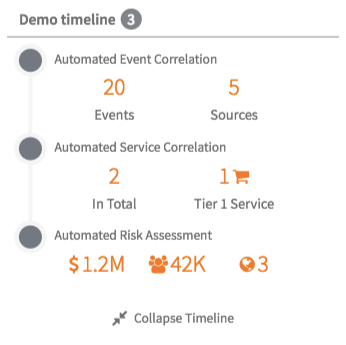 Demo timeline 3
Automated Event Correlation
20 5
Events Sources
Automated Service Correlation
2 1
In Total Tier 1 Service
Automated Risk Assessment
$1.2M 42K 3
Collapse Timeline